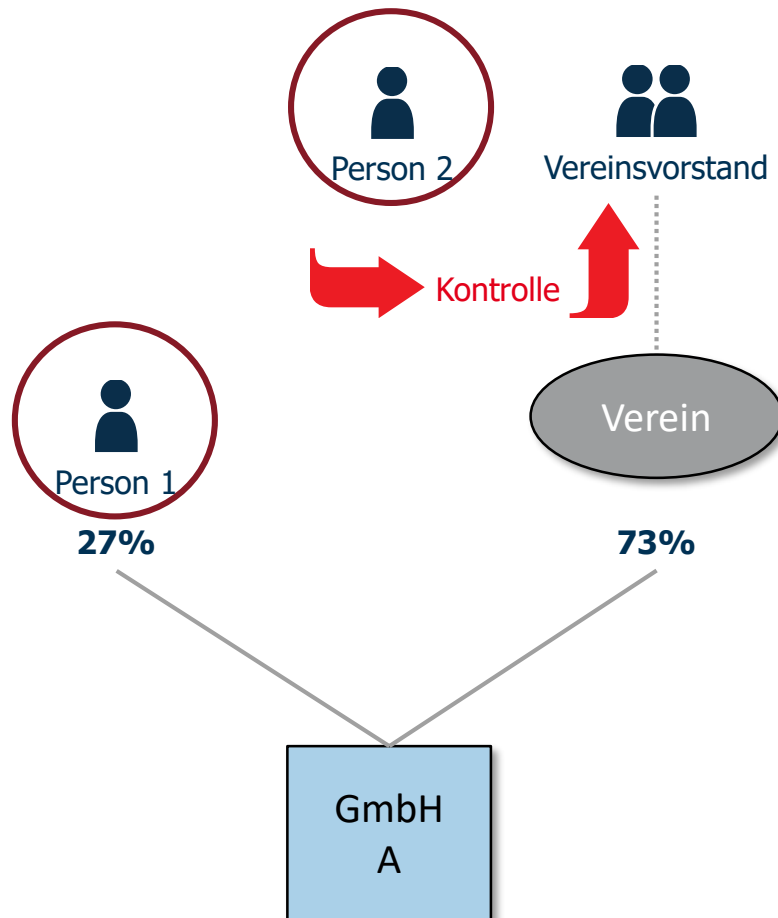 Person 2
Vereinsvorstand
Kontrolle
Verein
Person 1
27%
73%
GmbH
A